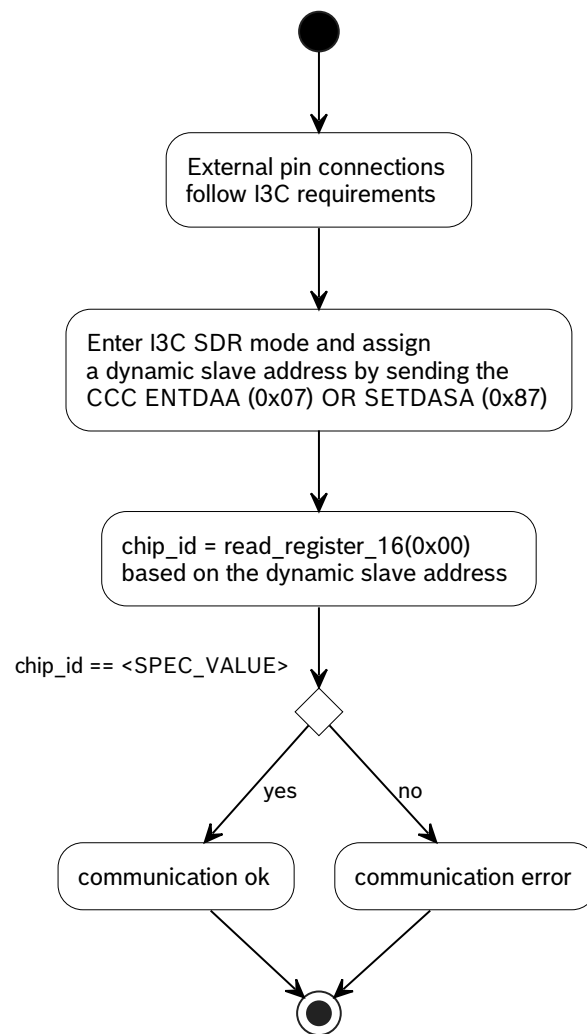 External pin connections
follow I3C requirements
Enter I3C SDR mode and assign
a dynamic slave address by sending the
CCC ENTDAA (0x07) OR SETDASA (0x87)
chip_id = read_register_16(0x00)
based on the dynamic slave address
chip_id == <SPEC_VALUE>
yes
no
communication ok
communication error